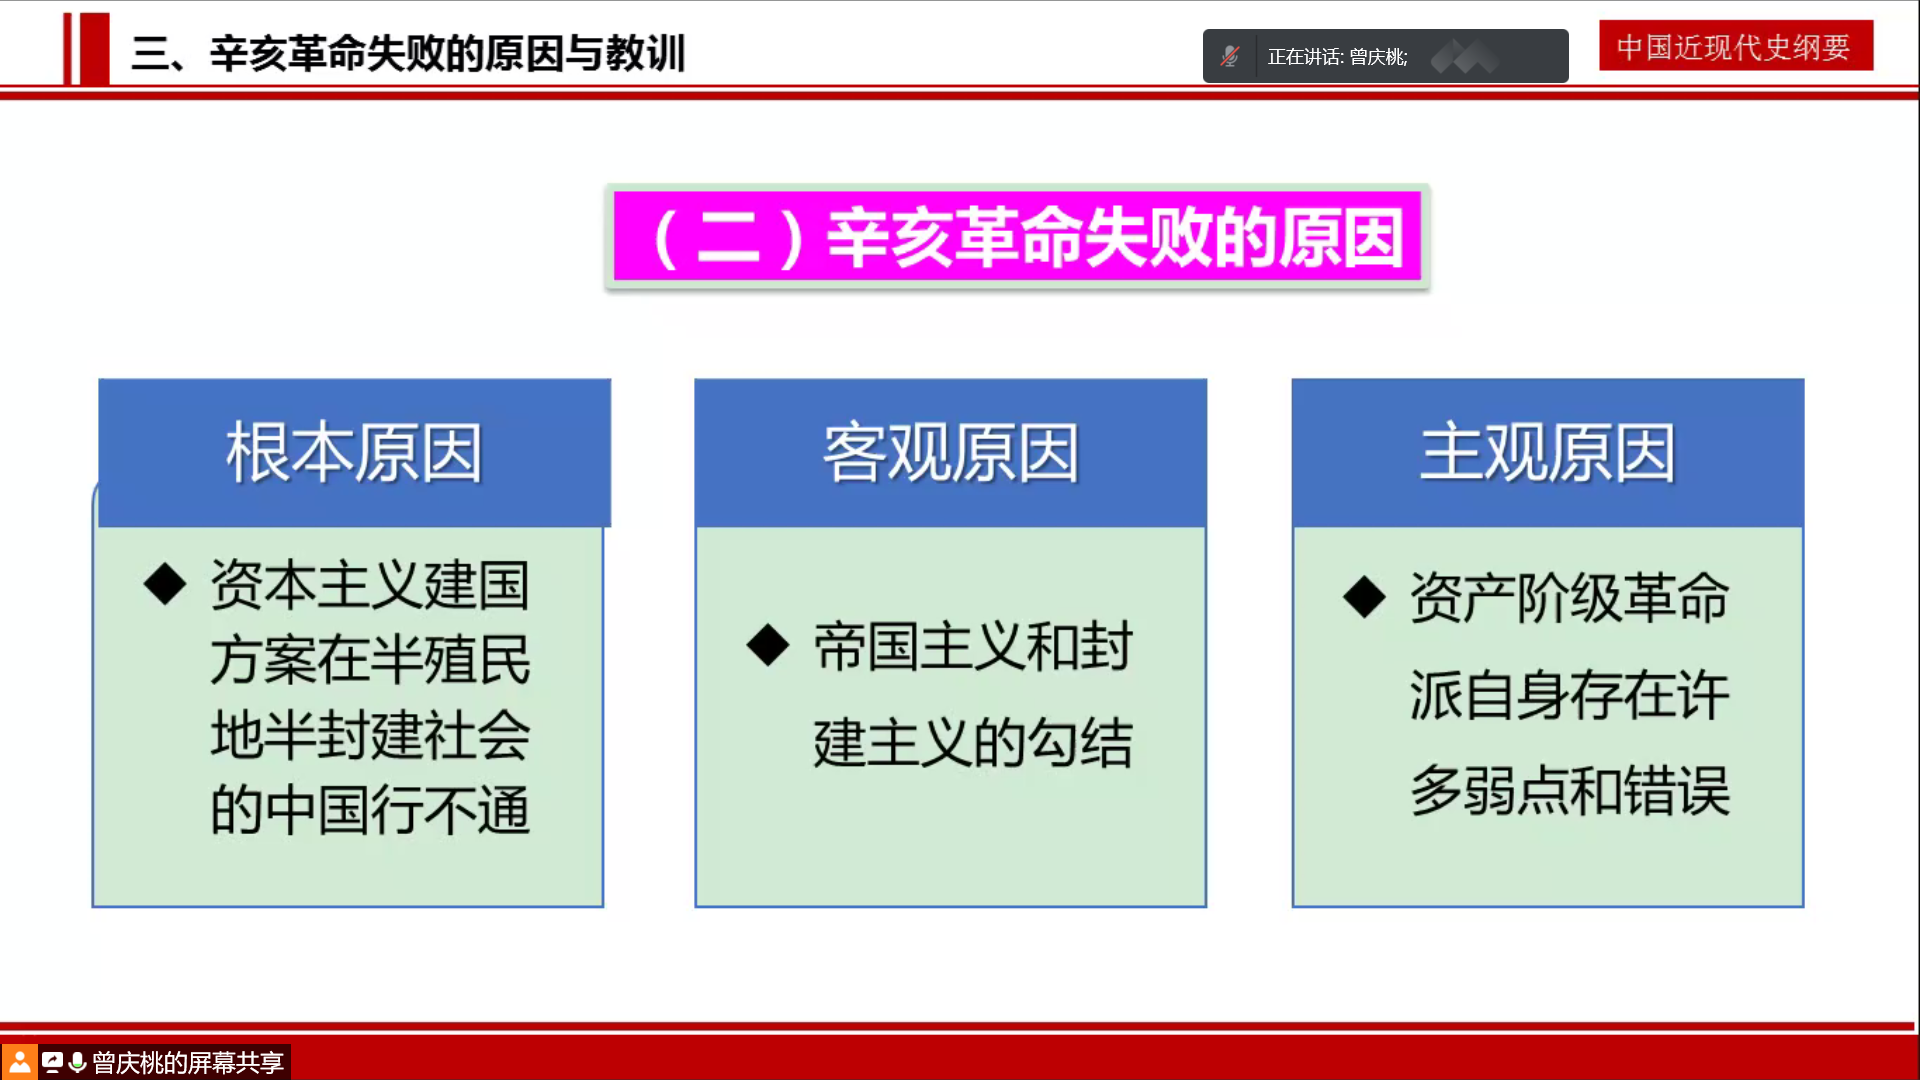 三、辛亥革命失败的原因与教训
正在讲话: 曾庆桃;
中国近现代史纲要
（二）辛亥革命失败的原因
根本原因
◆ 资本主义建国
方案在半殖民
地半封建社会
的中国行不通
客观原因
◆ 帝国主义和封
建主义的勾结
主观原因
◆ 资产阶级革命
派自身存在许
多弱点和错误
曾庆桃的屏幕共享